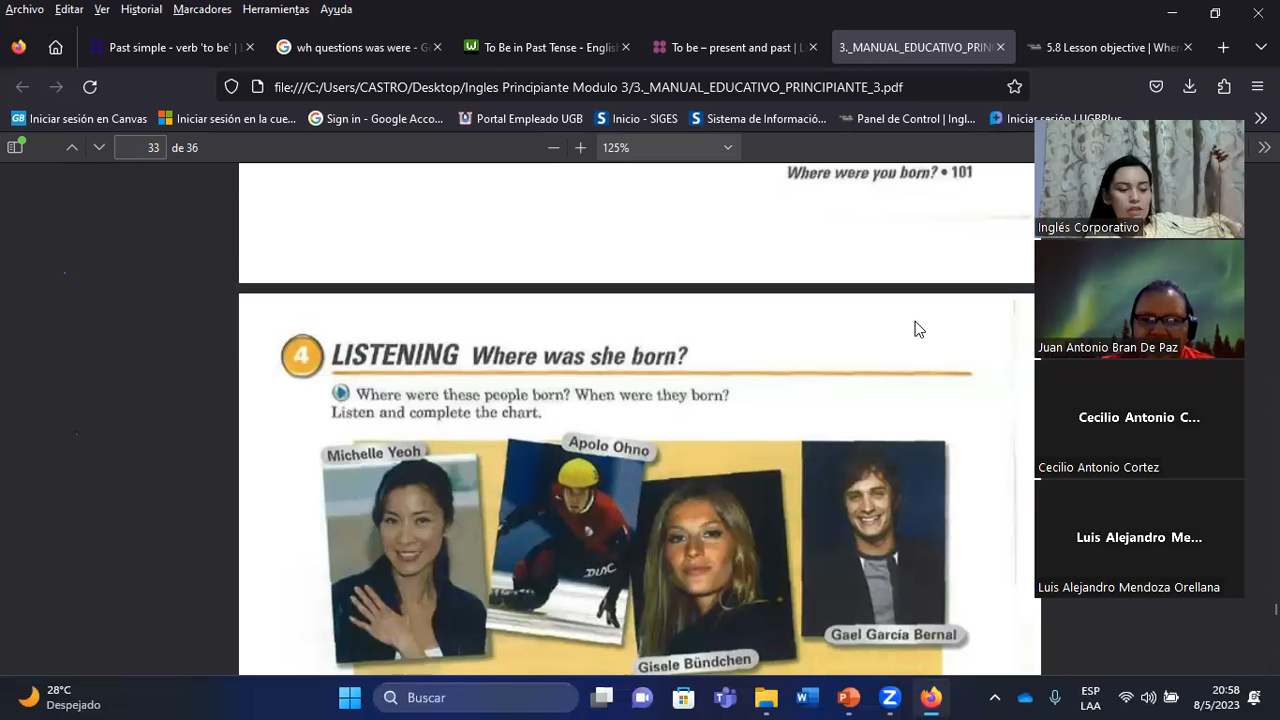 Archivo Editar Ver Historial Marcadores Herramientas Ayuda
Past simple - verb 'to be' | L
wh questions was were - Go
To Be in Past Tense - English
To be – present and past | L
3._MANUAL_EDUCATIVO_PRIN
5.8 Lesson objective | Wher
file:///C:/Users/CASTRO/Desktop/Ingles Principiante Modulo 3/3._MANUAL_EDUCATIVO_PRINCIPIANTE_3.pdf
GB Iniciar sesión en Canvas
Iniciar sesión en la cue...
Sign in - Google Acco...
Portal Empleado UGB
S Inicio - SIGES
S Sistema de Informació...
Panel de Control | Ingl...
Iniciar sesión | UGBPlus
33 de 36
125%
Where were you born? • 101
Inglés Corporativo
Juan Antonio Bran De Paz
Cecilio Antonio C...
Cecilio Antonio Cortez
Luis Alejandro Me...
Luis Alejandro Mendoza Orellana
4 LISTENING Where was she born?
Where were these people born? When were they born?
Listen and complete the chart.
Michelle Yeoh
Apolo Ohno
Gisele Bündchen
Gael García Bernal
28°C
Despejado
Buscar
ESP
LAA
20:58
8/5/2023